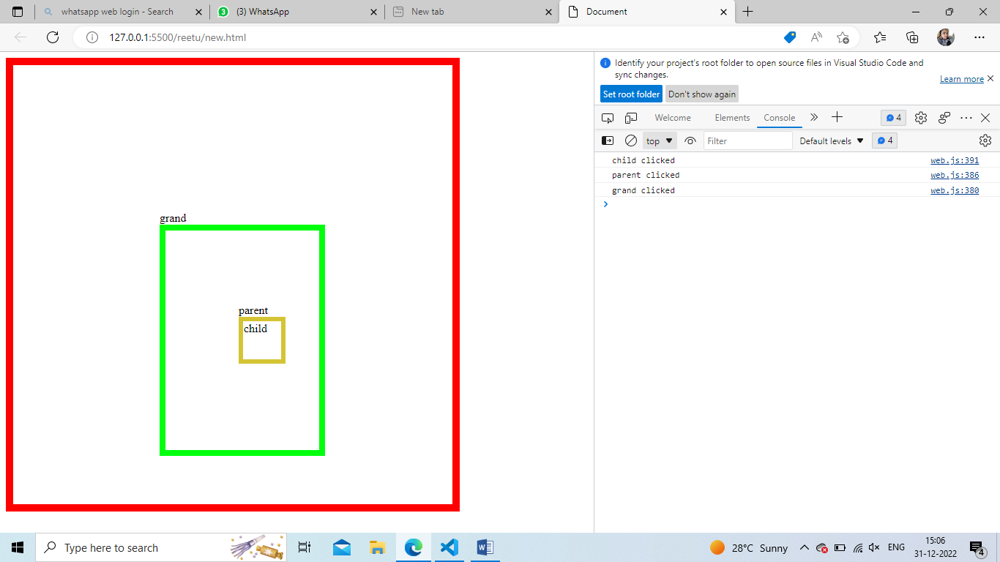 whatsapp web login - Search
3 (3) WhatsApp
New tab
Document
127.0.0.1:5500/reetu/new.html
Identify your project's root folder to open source files in Visual Studio Code and
sync changes.
Learn more
Set root folder Don't show again
Welcome Elements Console 4
top Filter Default levels 4
child clicked web.js:391
parent clicked web.js:386
grand clicked web.js:380
grand
parent
child
Type here to search
28°C Sunny
ENG
15:06
31-12-2022
4